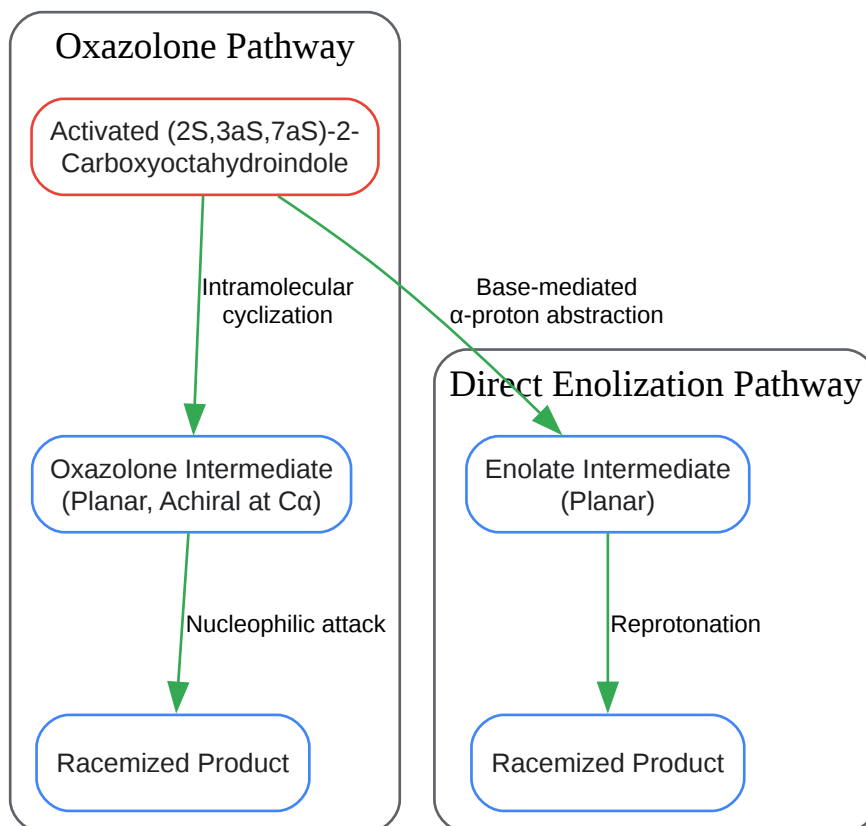 Oxazolone Pathway
Activated (2S,3aS,7aS)-2-
Carboxyoctahydroindole
Intramolecular
cyclization
Base-mediated
α-proton abstraction
Direct Enolization Pathway
Oxazolone Intermediate
(Planar, Achiral at Cα)
Enolate Intermediate
(Planar)
Nucleophilic attack
Reprotonation
Racemized Product
Racemized Product